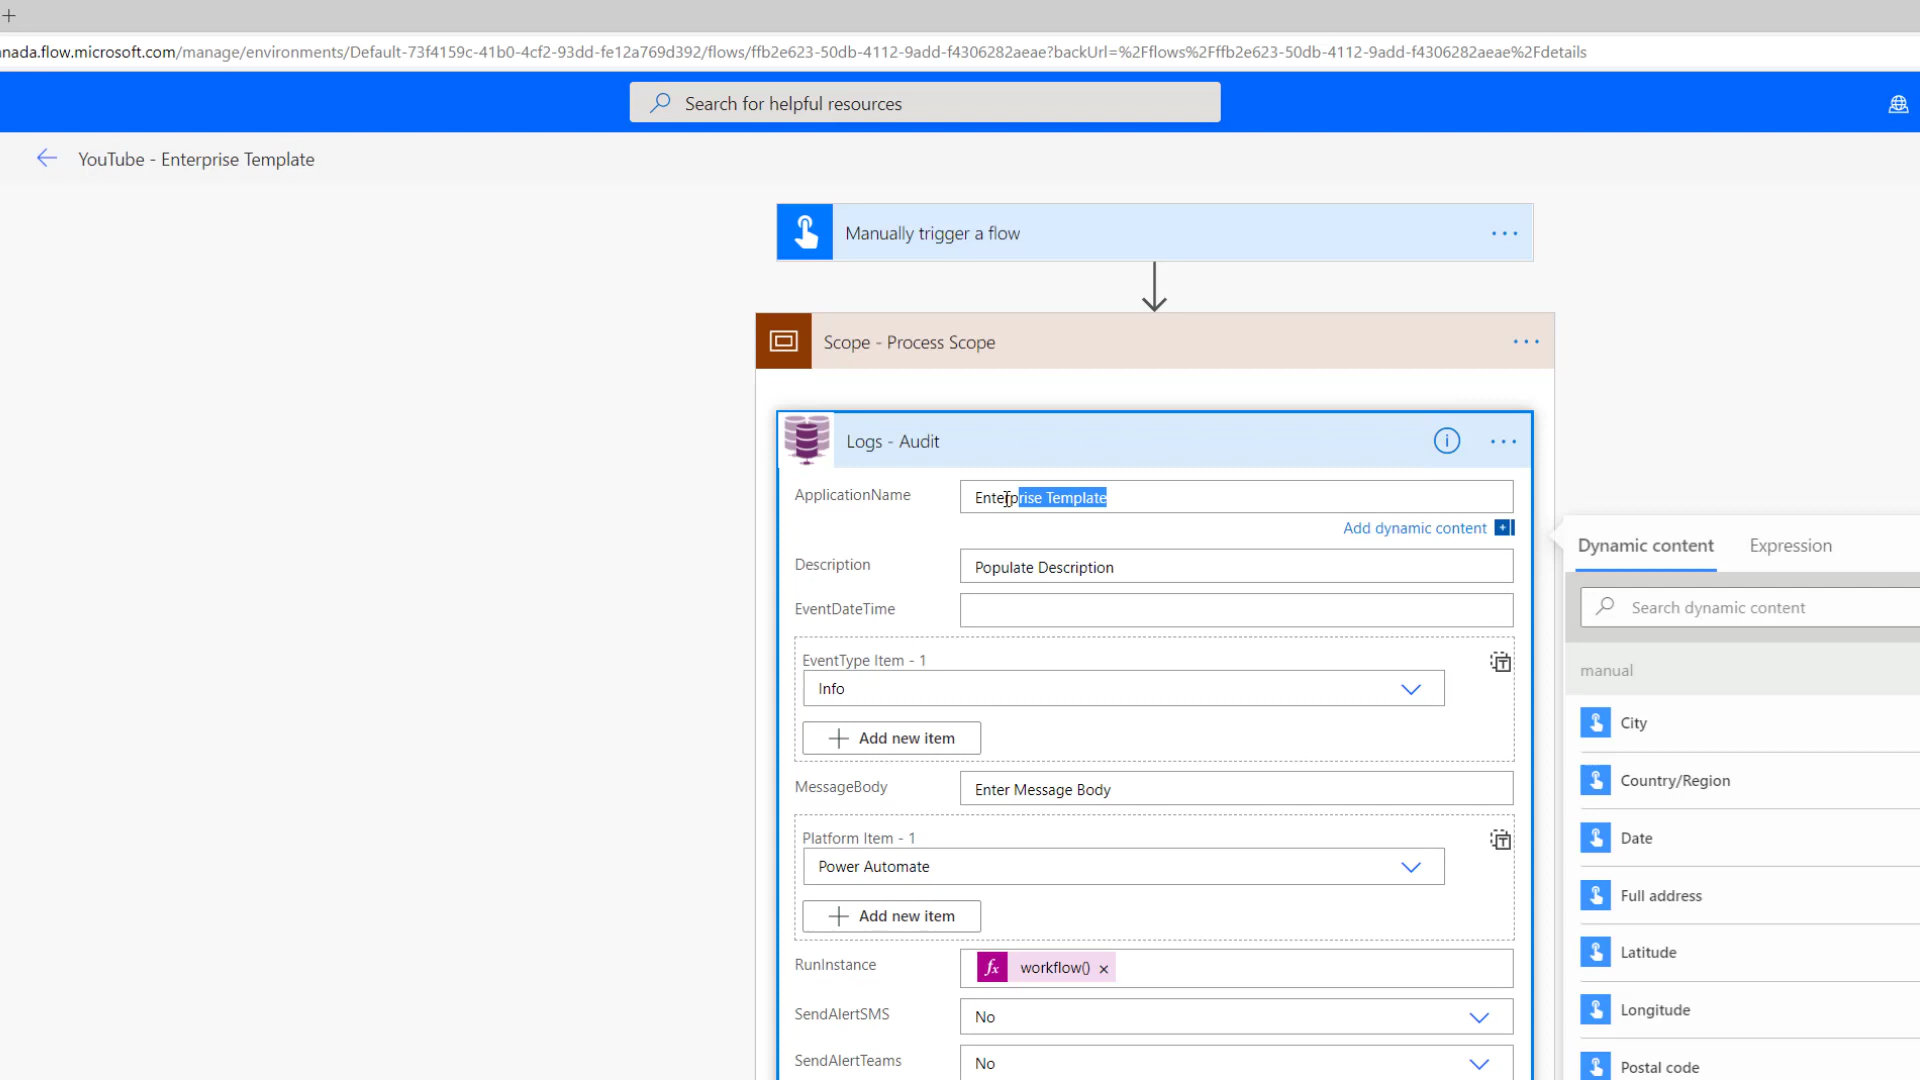 nada.flow.microsoft.com/manage/environments/Default-73f4159c-41b0-4cf2-93dd-fe12a769d392/flows/ffb2e623-50db-4112-9add-f4306282aeae?backUrl=%2Fflows%2Fffb2e623-50db-4112-9add-f4306282aeae%2Fdetails
Search for helpful resources
YouTube - Enterprise Template
Manually trigger a flow
Scope - Process Scope
Logs - Audit
ApplicationName
Enterprise Template
Add dynamic content
Description
Populate Description
EventDateTime
EventType Item - 1
Info
Add new item
MessageBody
Enter Message Body
Platform Item - 1
Power Automate
Add new item
RunInstance
fx workflow() ×
SendAlertSMS
No
SendAlertTeams
No
Dynamic content
Expression
Search dynamic content
manual
City
Country/Region
Date
Full address
Latitude
Longitude
Postal code